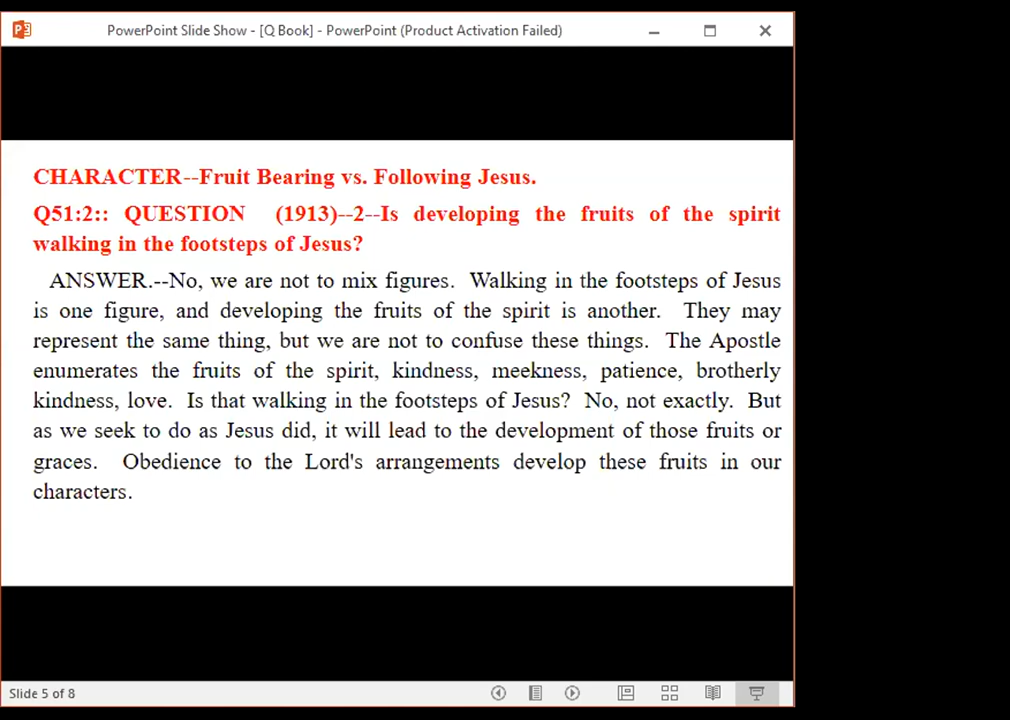 PowerPoint Slide Show - [Q Book] - PowerPoint (Product Activation Failed)
CHARACTER--Fruit Bearing vs. Following Jesus.
Q51:2:: QUESTION (1913)--2--Is developing the fruits of the spirit
walking in the footsteps of Jesus?
ANSWER.--No, we are not to mix figures. Walking in the footsteps of Jesus
is one figure, and developing the fruits of the spirit is another. They may
represent the same thing, but we are not to confuse these things. The Apostle
enumerates the fruits of the spirit, kindness, meekness, patience, brotherly
kindness, love. Is that walking in the footsteps of Jesus? No, not exactly. But
as we seek to do as Jesus did, it will lead to the development of those fruits or
graces. Obedience to the Lord's arrangements develop these fruits in our
characters.
Slide 5 of 8